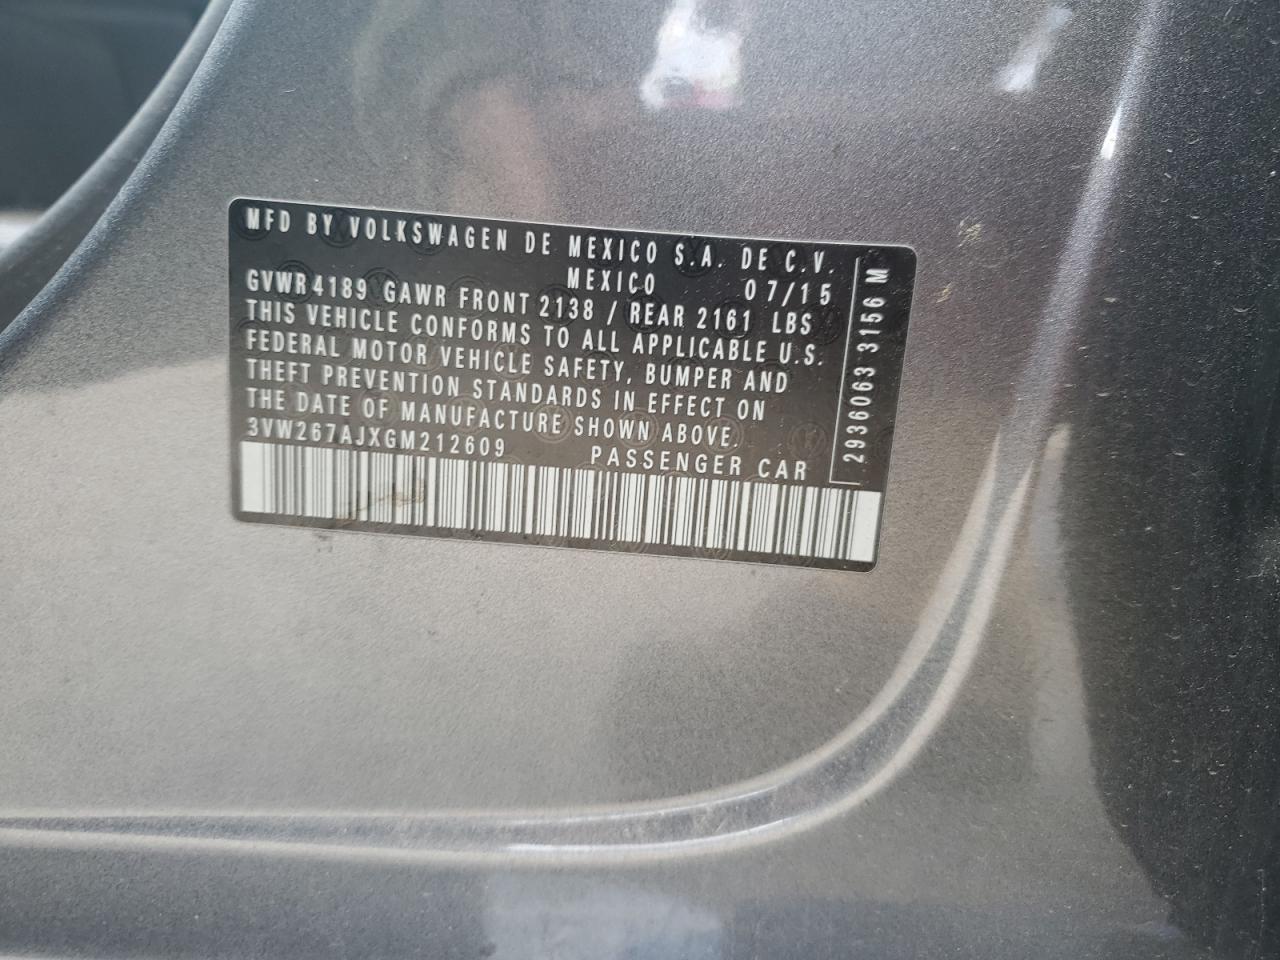 MFD BY VOLKSWAGEN DE MEXICO S.A. DE C.V.
MEXICO 07/15
GVWR 4189 GAWR FRONT 2138 / REAR 2161 LBS
THIS VEHICLE CONFORMS TO ALL APPLICABLE U.S.
FEDERAL MOTOR VEHICLE SAFETY, BUMPER AND
THEFT PREVENTION STANDARDS IN EFFECT ON
THE DATE OF MANUFACTURE SHOWN ABOVE.
3VW267AJXGM212609 PASSENGER CAR
2936063 3156 M